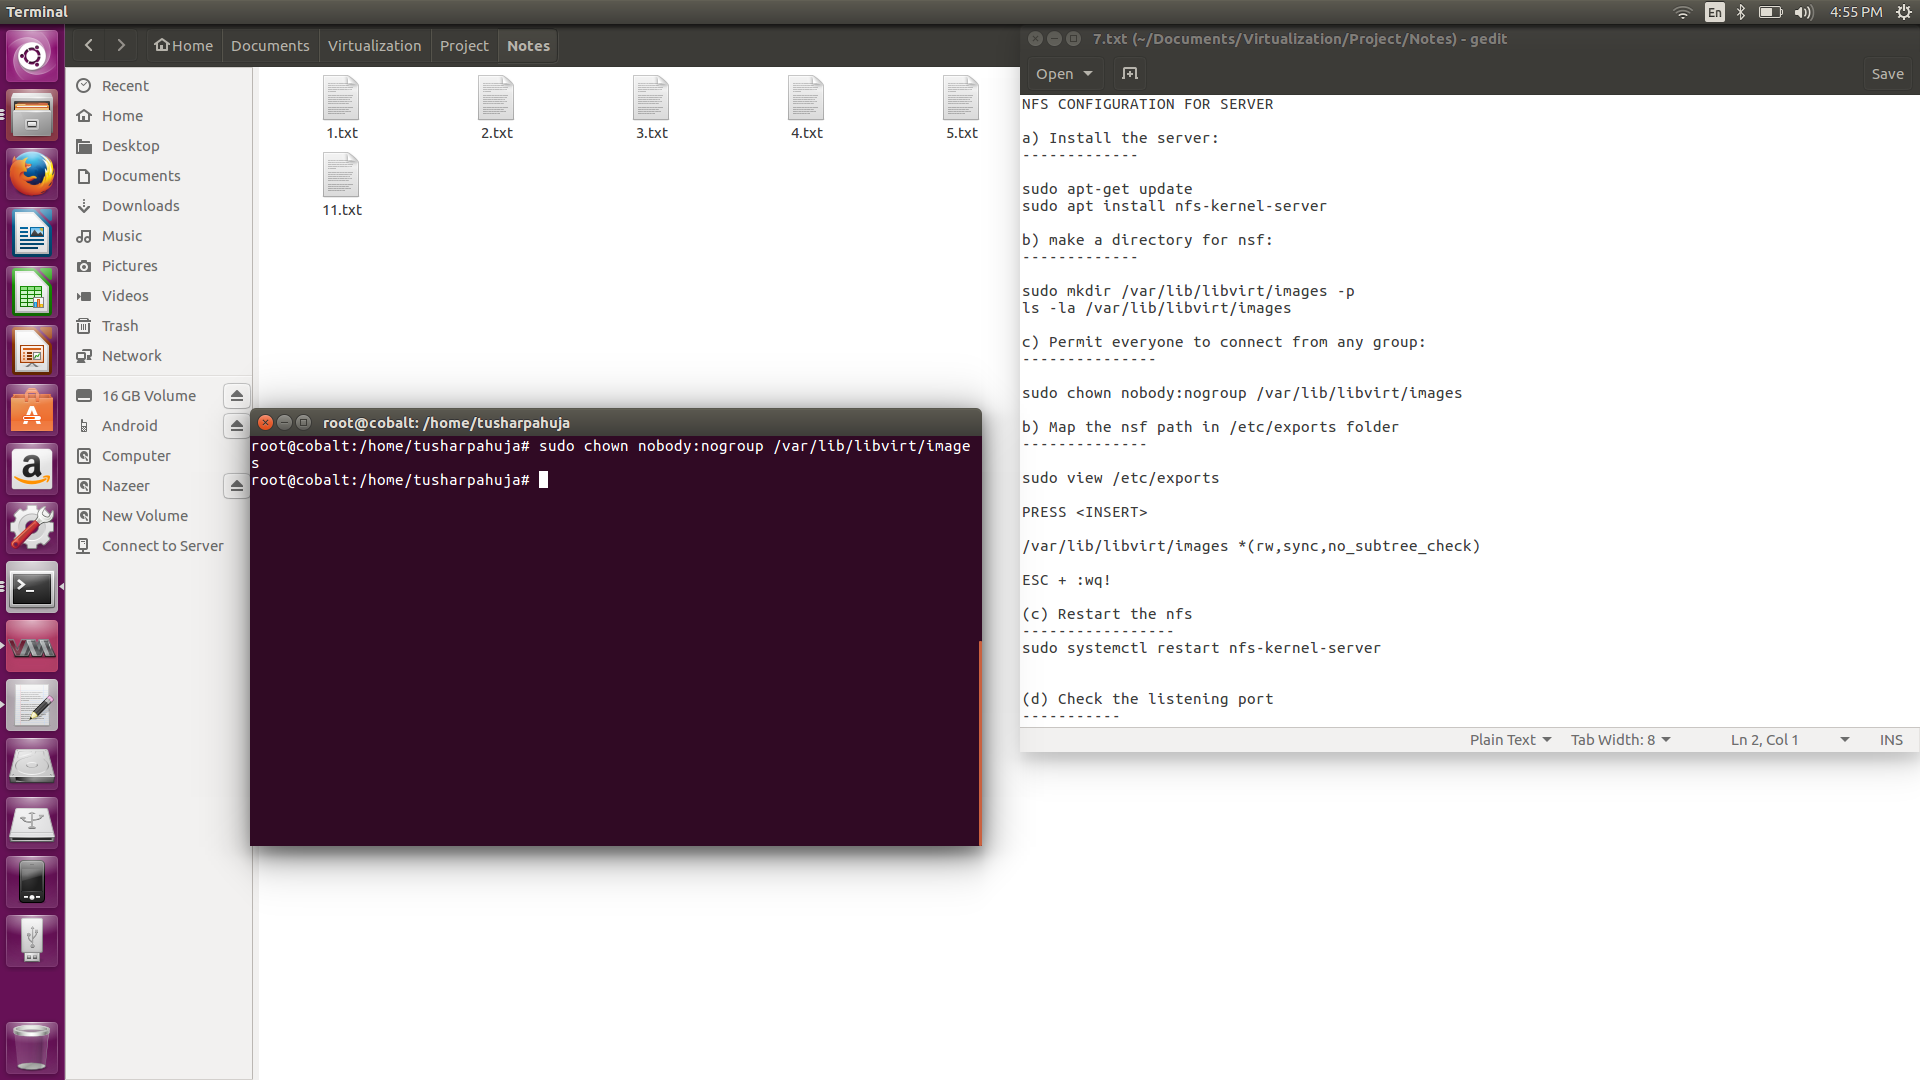 Terminal
En
4:55 PM
Home
Documents
Virtualization
Project
Notes
Recent
Home
Desktop
Documents
Downloads
Music
Pictures
Videos
Trash
Network
16 GB Volume
Android
Computer
Nazeer
New Volume
Connect to Server
1.txt
2.txt
3.txt
4.txt
5.txt
11.txt
root@cobalt: /home/tusharpahuja
root@cobalt:/home/tusharpahuja# sudo chown nobody:nogroup /var/lib/libvirt/image
s
root@cobalt:/home/tusharpahuja#
7.txt (~/Documents/Virtualization/Project/Notes) - gedit
Open
Save
NFS CONFIGURATION FOR SERVER
a) Install the server:
-------------
sudo apt-get update
sudo apt install nfs-kernel-server
b) make a directory for nsf:
-------------
sudo mkdir /var/lib/libvirt/images -p
ls -la /var/lib/libvirt/images
c) Permit everyone to connect from any group:
---------------
sudo chown nobody:nogroup /var/lib/libvirt/images
b) Map the nsf path in /etc/exports folder
--------------
sudo view /etc/exports
PRESS <INSERT>
/var/lib/libvirt/images *(rw,sync,no_subtree_check)
ESC + :wq!
(c) Restart the nfs
-----------------
sudo systemctl restart nfs-kernel-server
(d) Check the listening port
-----------
Plain Text
Tab Width: 8
Ln 2, Col 1
INS